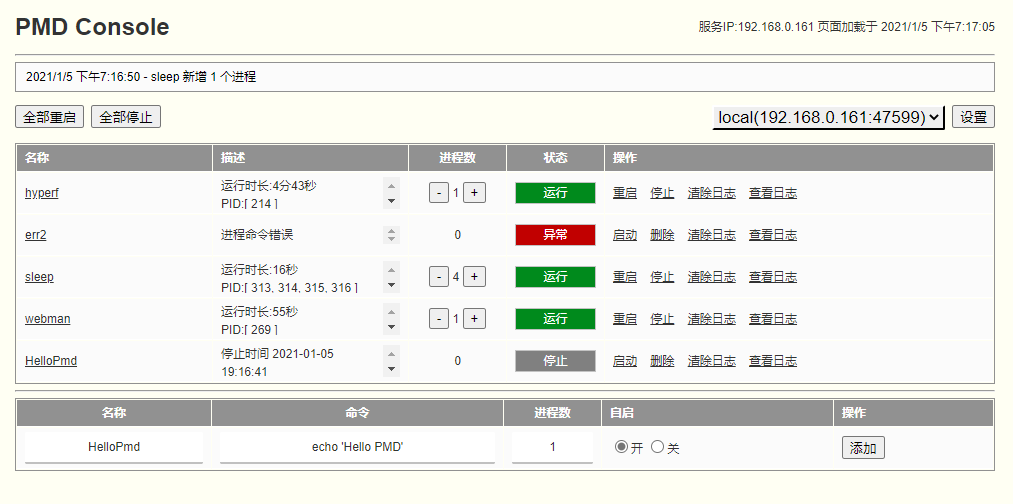 PMD Console
服务IP:192.168.0.161 页面加载于 2021/1/5 下午7:17:05
2021/1/5 下午7:16:50 - sleep 新增 1 个进程
全部重启 全部停止 local(192.168.0.161:47599) 设置
名称 描述 进程数 状态 操作
hyperf 运行时长:4分43秒 - 1 + 运行 重启 停止 清除日志 查看日志
PID:[ 214 ]
err2 进程命令错误 0 异常 启动 删除 清除日志 查看日志
sleep 运行时长:16秒 - 4 + 运行 重启 停止 清除日志 查看日志
PID:[ 313, 314, 315, 316 ]
webman 运行时长:55秒 - 1 + 运行 重启 停止 清除日志 查看日志
PID:[ 269 ]
HelloPmd 停止时间 2021-01-05 0 停止 启动 删除 清除日志 查看日志
19:16:41
名称 命令 进程数 自启 操作
HelloPmd echo 'Hello PMD' 1 开 关 添加